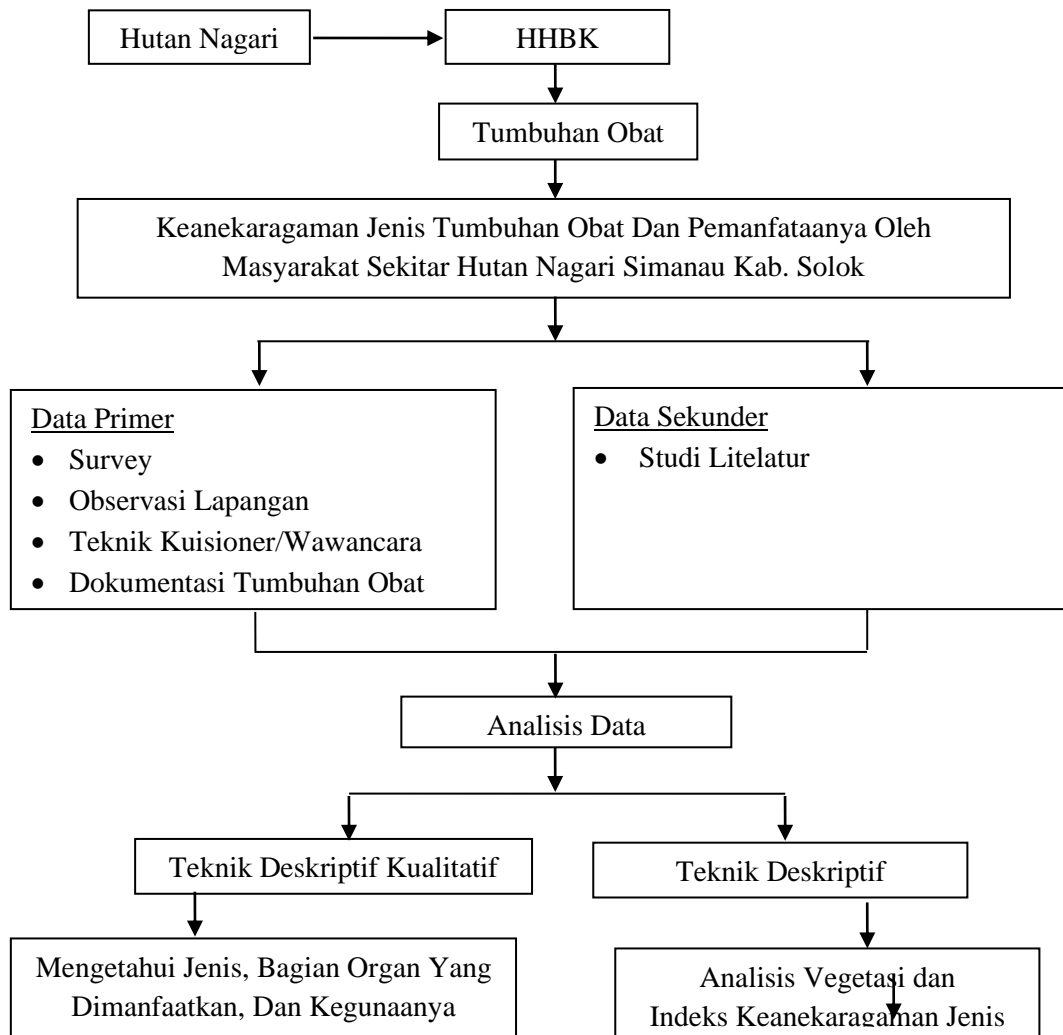 Hutan Nagari
HHBK
Tumbuhan Obat
Keanekaragaman Jenis Tumbuhan Obat Dan Pemanfataanya Oleh
Masyarakat Sekitar Hutan Nagari Simanau Kab. Solok
Data Primer
• Survey
• Observasi Lapangan
• Teknik Kuisioner/Wawancara
• Dokumentasi Tumbuhan Obat
Data Sekunder
• Studi Litelatur
Analisis Data
Teknik Deskriptif Kualitatif
Teknik Deskriptif
Mengetahui Jenis, Bagian Organ Yang
Dimanfaatkan, Dan Kegunaanya
Analisis Vegetasi dan
Indeks Keanekaragaman Jenis